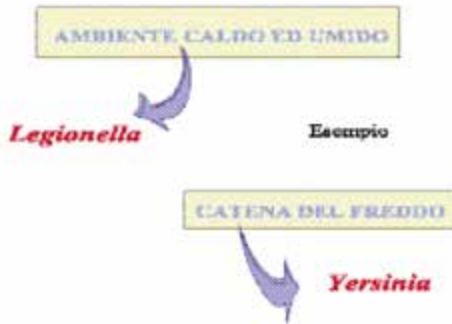 AMBIENTE CALDO ED UMIDO
Legionella
Esempio
CATENA DEL FREDDO
Yersinia